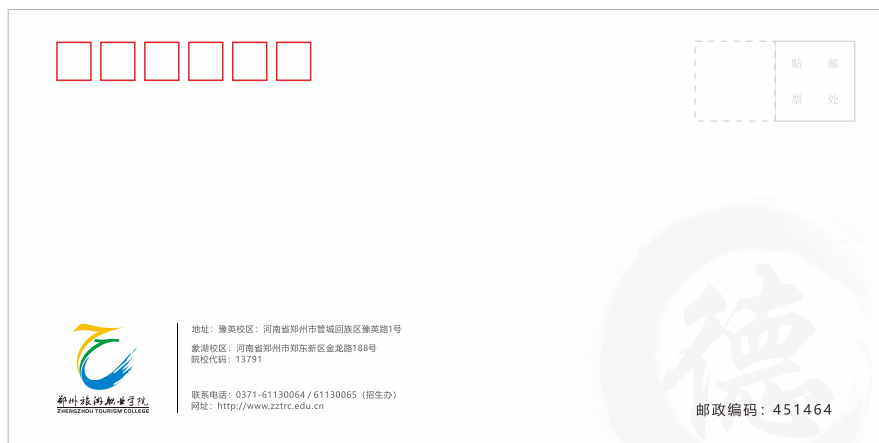 贴 邮
票 处
德
地址：豫英校区：河南省郑州市管城回族区豫英路1号
象湖校区：河南省郑州市郑东新区金龙路188号
院校代码：13791
联系电话：0371-61130064 / 61130065（招生办）
网址：http://www.zztrc.edu.cn
郑州旅游职业学院
ZHENGZHOU TOURISM COLLEGE
邮政编码：451464